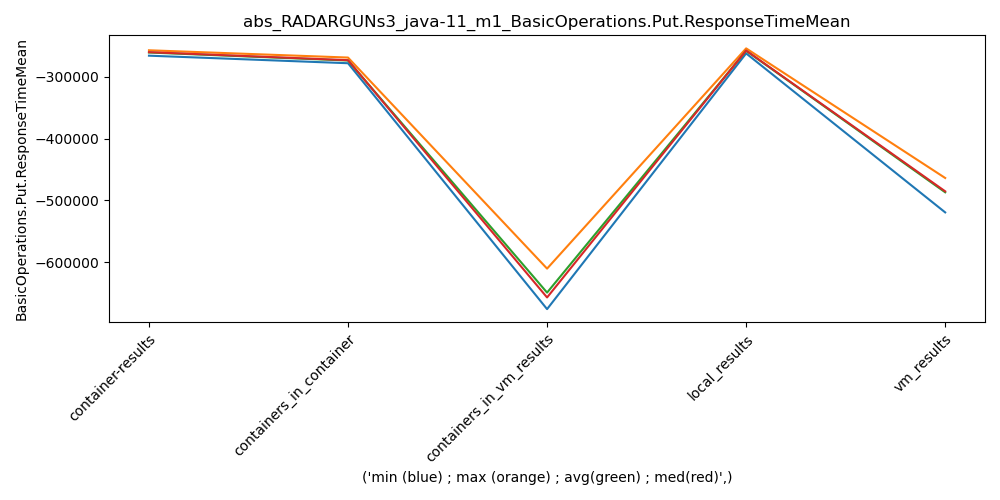 abs_RADARGUNs3_java-11_m1_BasicOperations.Put.ResponseTimeMean
BasicOperations.Put.ResponseTimeMean
−300000
−400000
−500000
−600000
container-results
containers_in_container
containers_in_vm_results
local_results
vm_results
('min (blue) ; max (orange) ; avg(green) ; med(red)',)